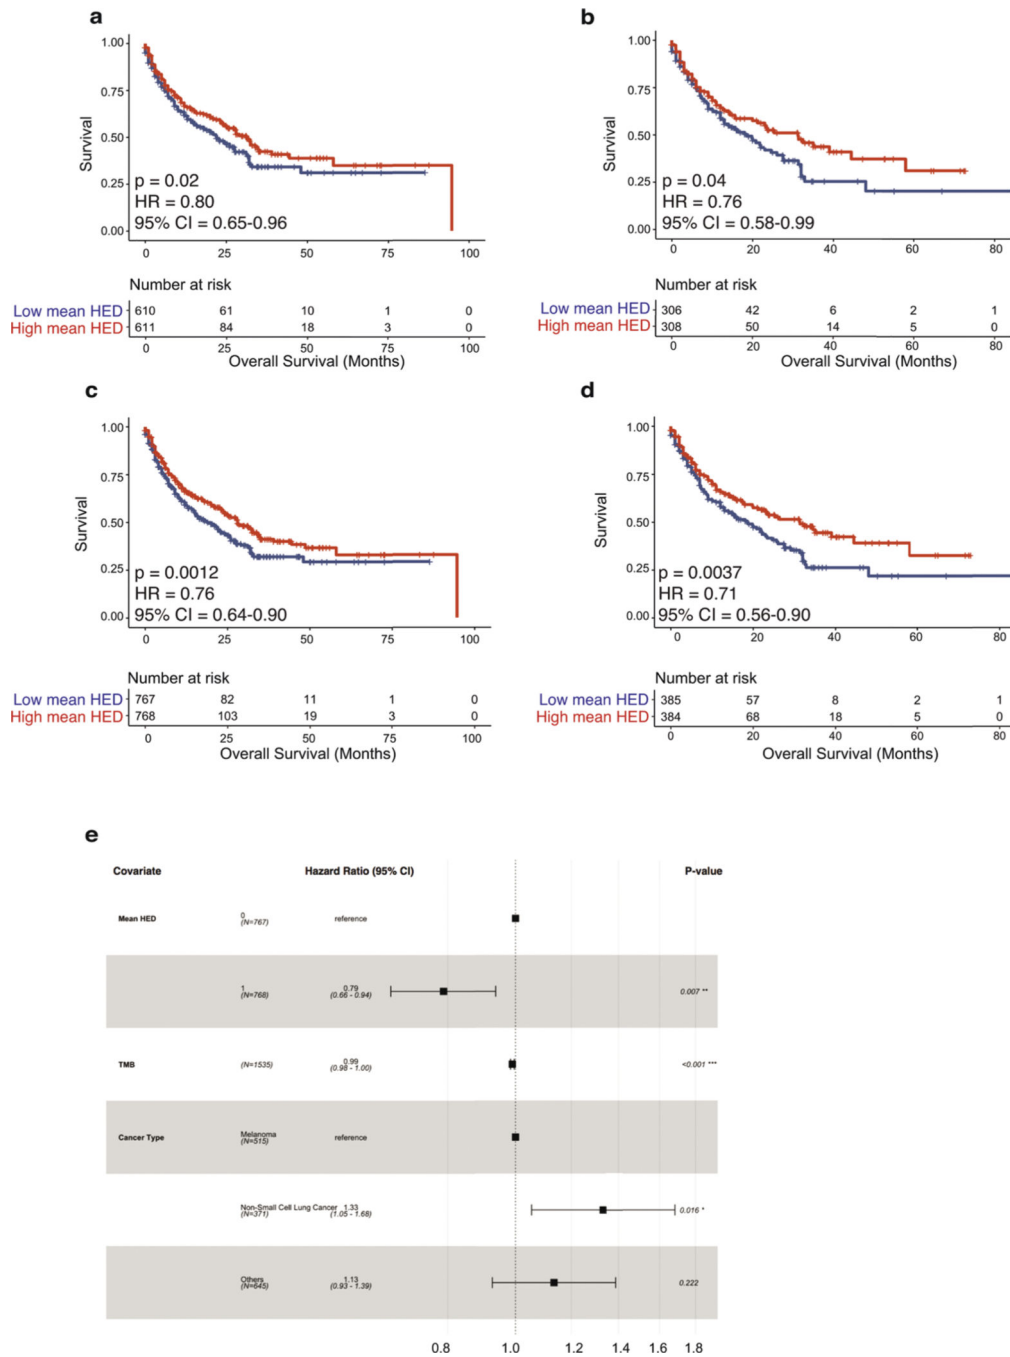 a
1.00
0.75
0.50
0.25
0.00
Survival
p = 0.02
HR = 0.80
95% CI = 0.65-0.96
0 25 50 75 100
Number at risk
Low mean HED 610 61 10 1 0
High mean HED 611 84 18 3 0
0 25 50 75 100
Overall Survival (Months)
b
1.00
0.75
0.50
0.25
0.00
Survival
p = 0.04
HR = 0.76
95% CI = 0.58-0.99
0 20 40 60 80
Number at risk
Low mean HED 306 42 6 2 1
High mean HED 308 50 14 5 0
0 20 40 60 80
Overall Survival (Months)
c
1.00
0.75
0.50
0.25
0.00
Survival
p = 0.0012
HR = 0.76
95% CI = 0.64-0.90
0 25 50 75 100
Number at risk
Low mean HED 767 82 11 1 0
High mean HED 768 103 19 3 0
0 25 50 75 100
Overall Survival (Months)
d
1.00
0.75
0.50
0.25
0.00
Survival
p = 0.0037
HR = 0.71
95% CI = 0.56-0.90
0 20 40 60 80
Number at risk
Low mean HED 385 57 8 2 1
High mean HED 384 68 18 5 0
0 20 40 60 80
Overall Survival (Months)
e
Covariate Hazard Ratio (95% CI) P-value
Mean HED 0 (N=767) reference
1 (N=768) 0.79 (0.66 - 0.94) 0.007 **
TMB (N=1535) 0.99 (0.98 - 1.00) <0.001 ***
Cancer Type Melanoma (N=515) reference
Non-Small Cell Lung Cancer (N=371) 1.33 (1.05 - 1.68) 0.016 *
Others (N=645) 1.13 (0.93 - 1.39) 0.222
0.8 1.0 1.2 1.4 1.6 1.8